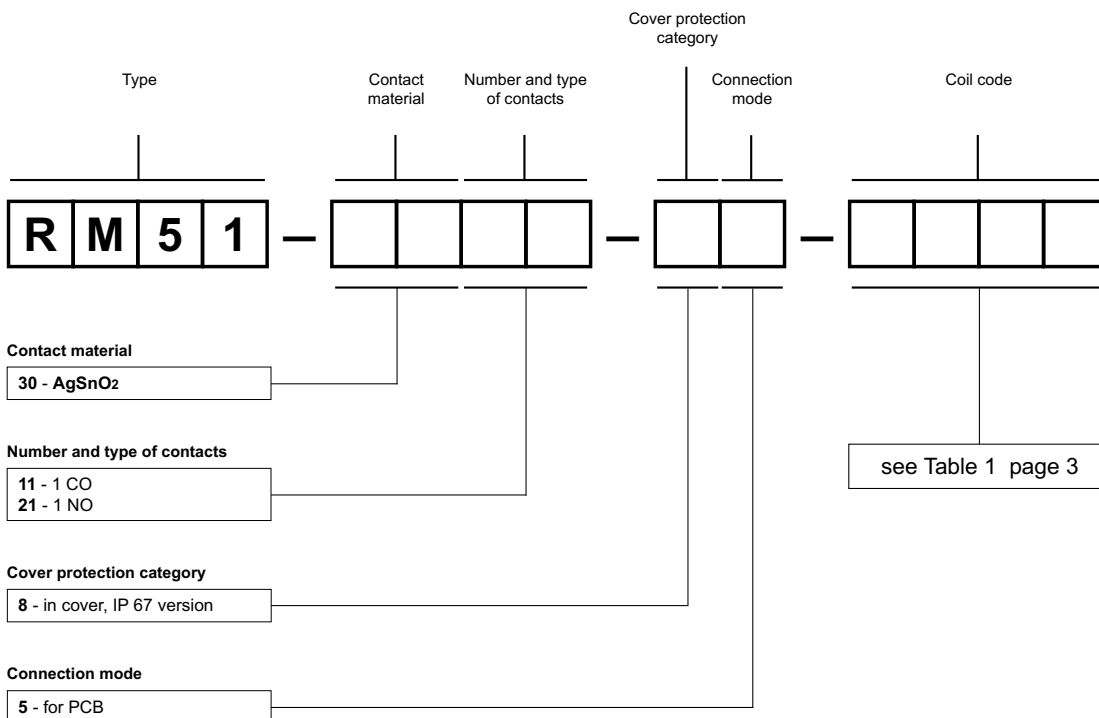 Cover protection
category
Type
Contact
material
Number and type
of contacts
Connection
mode
Coil code
R M 5 1 – – –
Contact material
30 - AgSnO2
Number and type of contacts
11 - 1 CO
21 - 1 NO
see Table 1 page 3
Cover protection category
8 - in cover, IP 67 version
Connection mode
5 - for PCB